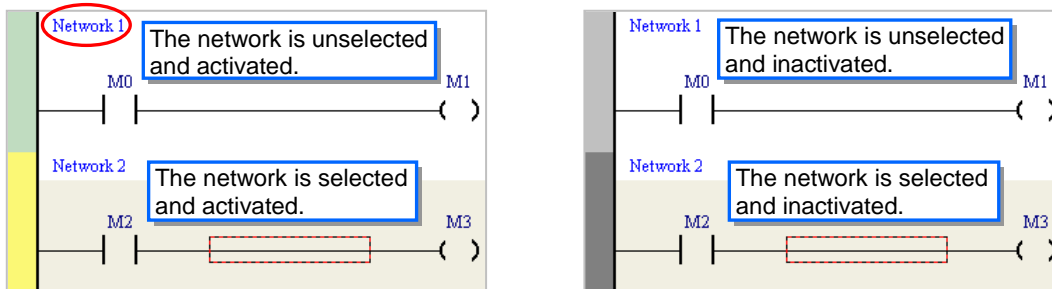 Network 1
The network is unselected
and activated.
M0
M1
Network 2
The network is selected
and activated.
M2
M3
Network 1
The network is unselected
and inactivated.
M0
M1
Network 2
The network is selected
and inactivated.
M2
M3